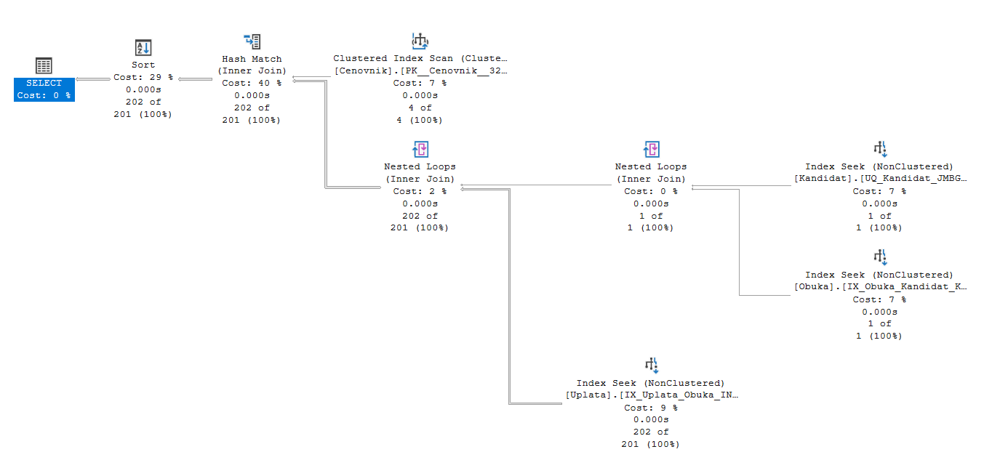 SELECT
Cost: 0 %
Sort
Cost: 29 %
0.000s
202 of
201 (100%)
Hash Match
(Inner Join)
Cost: 40 %
0.000s
202 of
201 (100%)
Clustered Index Scan (Cluste…
[Cenovnik].[PK__Cenovnik__32…
Cost: 7 %
0.000s
4 of
4 (100%)
Nested Loops
(Inner Join)
Cost: 2 %
0.000s
202 of
201 (100%)
Nested Loops
(Inner Join)
Cost: 0 %
0.000s
1 of
1 (100%)
Index Seek (NonClustered)
[Kandidat].[UQ_Kandidat_JMBG…
Cost: 7 %
0.000s
1 of
1 (100%)
Index Seek (NonClustered)
[Obuka].[IX_Obuka_Kandidat_K…
Cost: 7 %
0.000s
1 of
1 (100%)
Index Seek (NonClustered)
[Uplata].[IX_Uplata_Obuka_IN…
Cost: 9 %
0.000s
202 of
201 (100%)